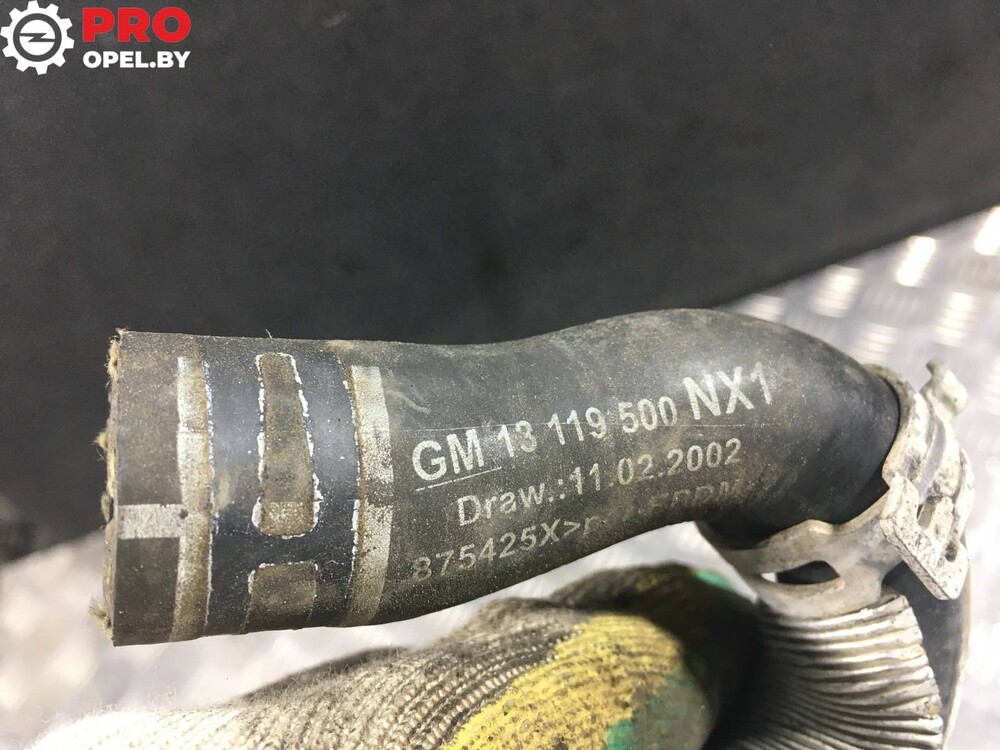 PRO
OPEL.BY
GM 13 119 500 NX1
Draw.:11.02.2002
875425X>